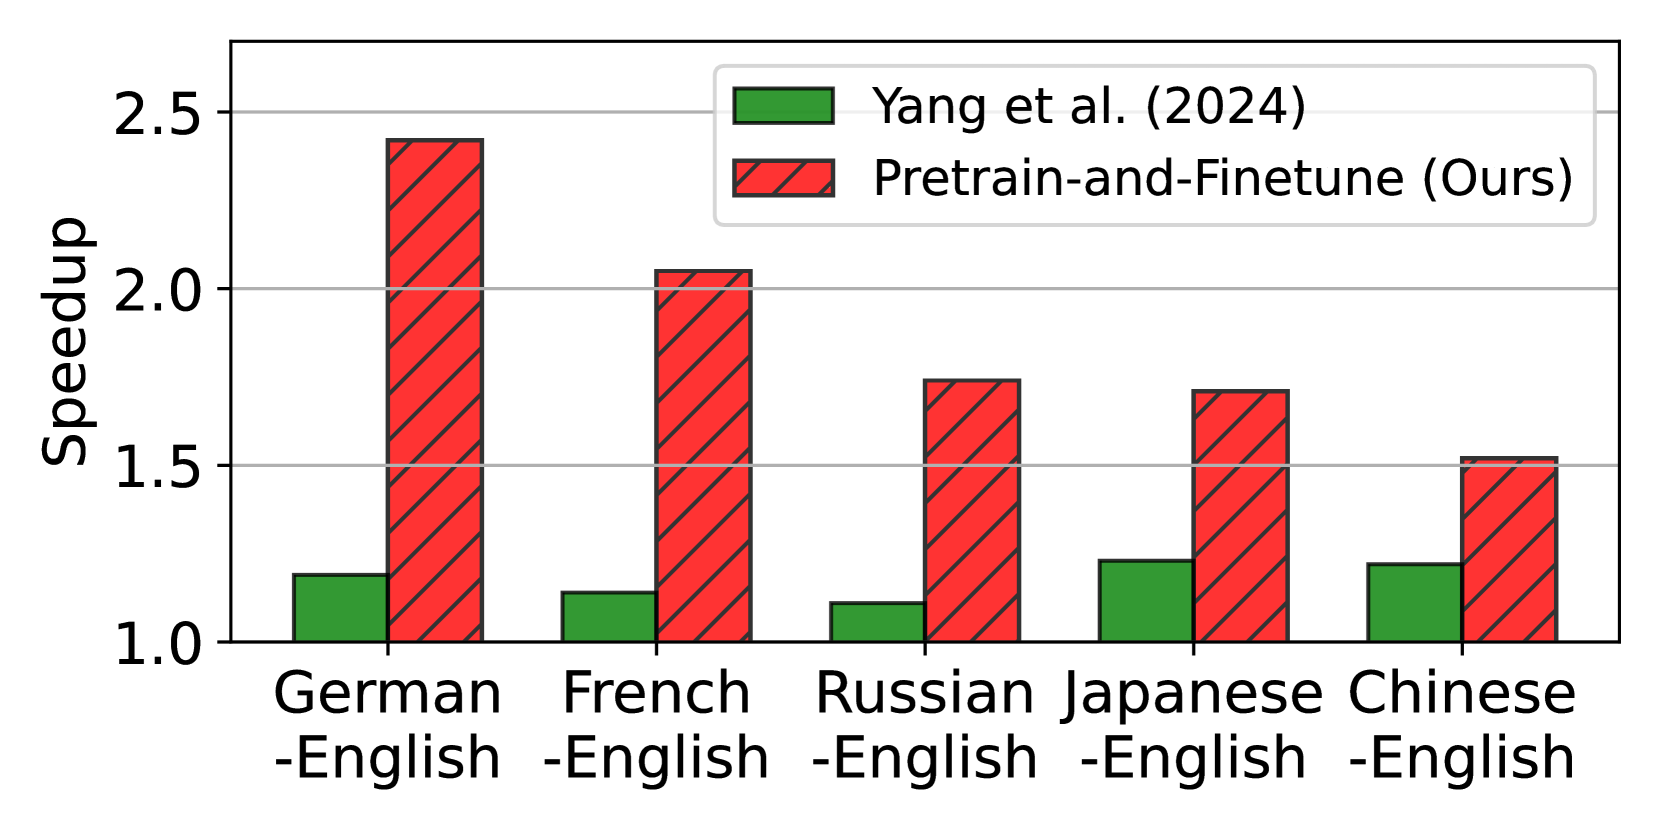 Speedup
2.5
2.0
1.5
1.0
Yang et al. (2024)
Pretrain-and-Finetune (Ours)
German
-English
French
-English
Russian
-English
Japanese
-English
Chinese
-English